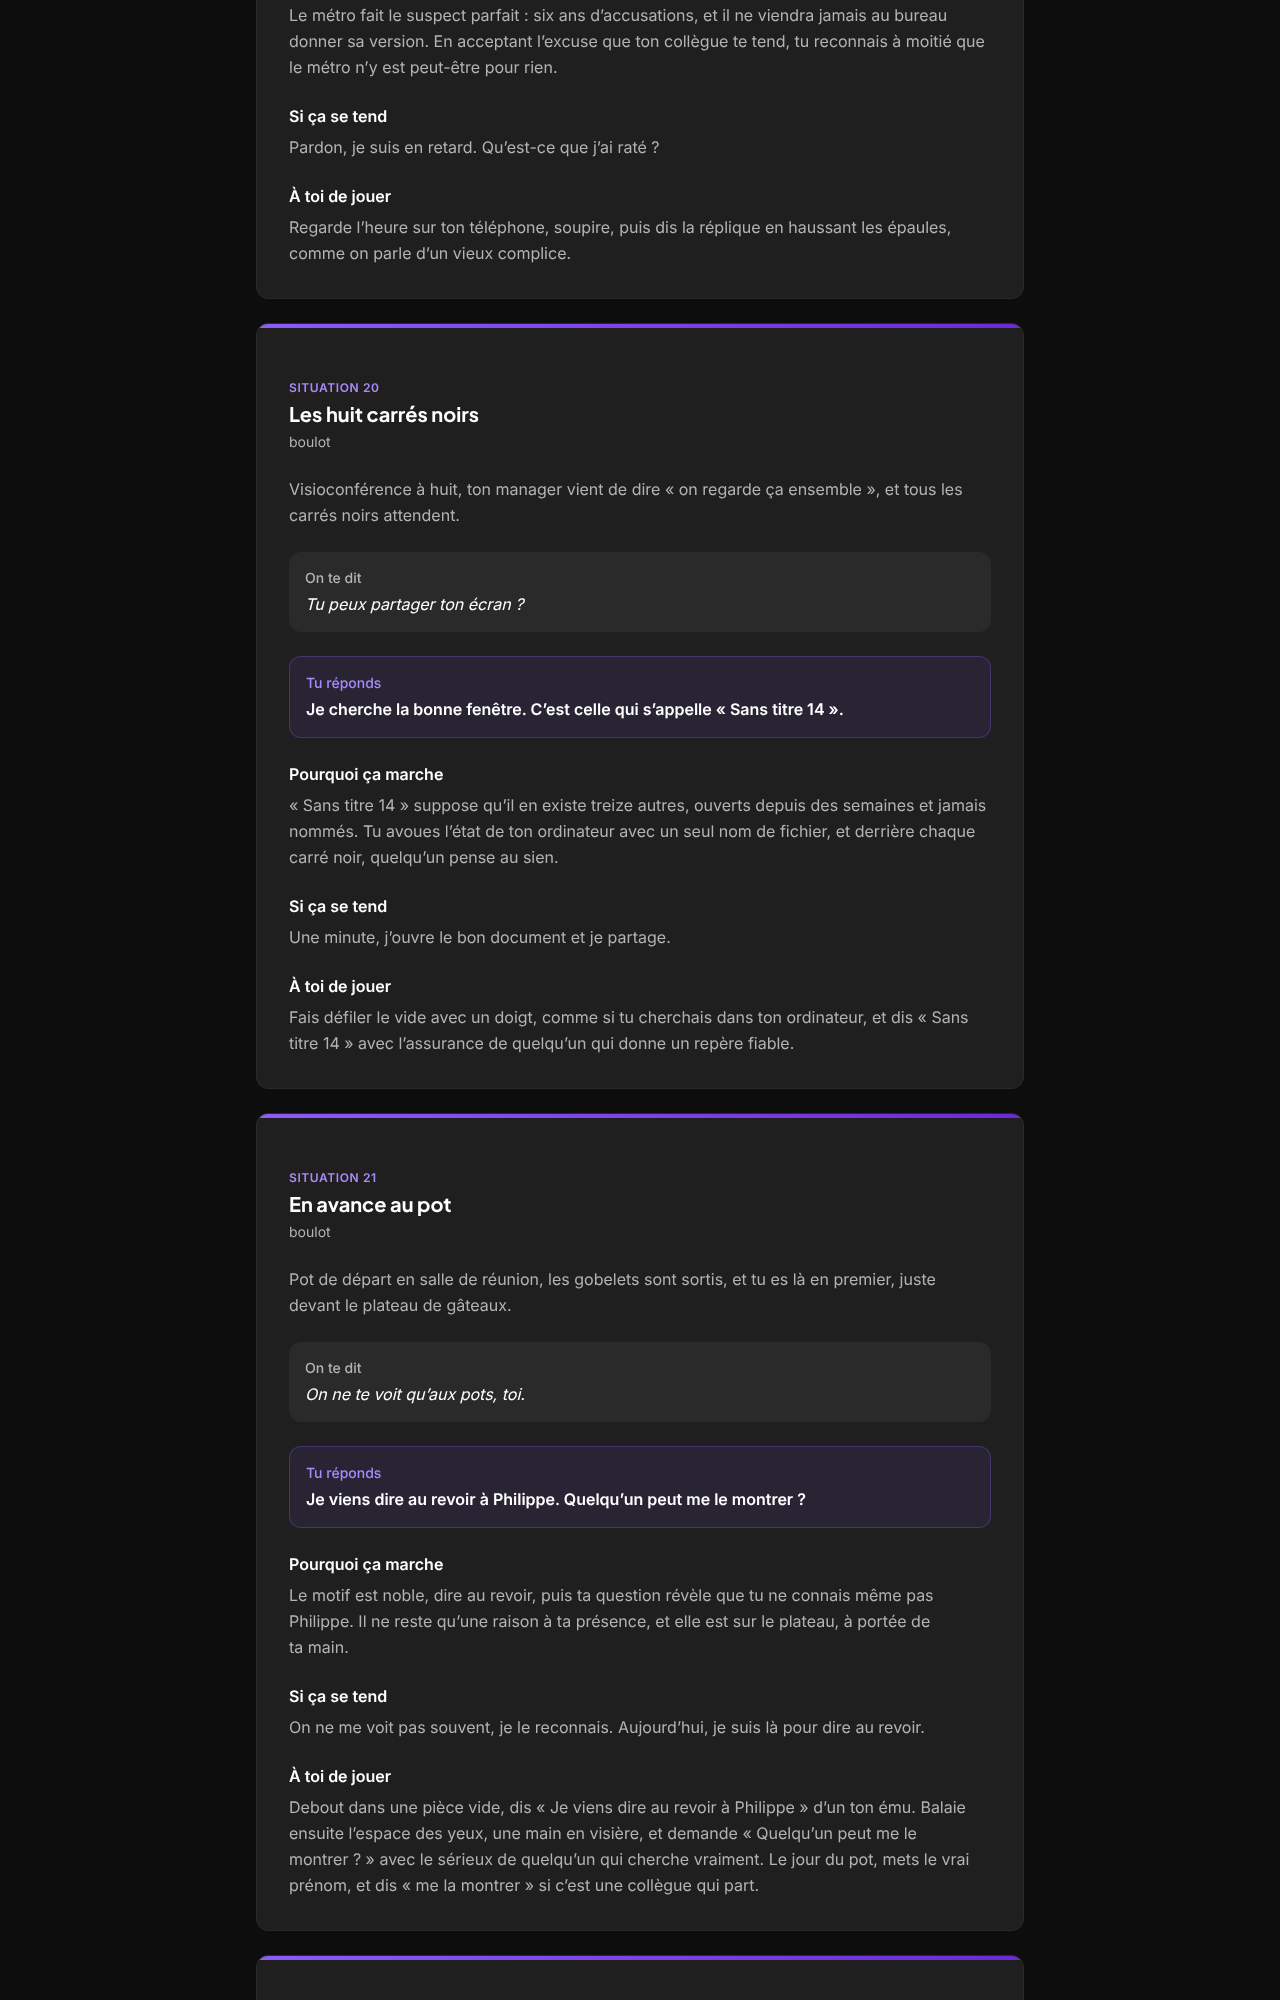 Le métro fait le suspect parfait : six ans d’accusations, et il ne viendra jamais au bureau
donner sa version. En acceptant l’excuse que ton collègue te tend, tu reconnais à moitié que
le métro n’y est peut-être pour rien.
Si ça se tend
Pardon, je suis en retard. Qu’est-ce que j’ai raté ?
À toi de jouer
Regarde l’heure sur ton téléphone, soupire, puis dis la réplique en haussant les épaules,
comme on parle d’un vieux complice.
SITUATION 20
Les huit carrés noirs
boulot
Visioconférence à huit, ton manager vient de dire « on regarde ça ensemble », et tous les
carrés noirs attendent.
On te dit
Tu peux partager ton écran ?
Tu réponds
Je cherche la bonne fenêtre. C’est celle qui s’appelle « Sans titre 14 ».
Pourquoi ça marche
« Sans titre 14 » suppose qu’il en existe treize autres, ouverts depuis des semaines et jamais
nommés. Tu avoues l’état de ton ordinateur avec un seul nom de fichier, et derrière chaque
carré noir, quelqu’un pense au sien.
Si ça se tend
Une minute, j’ouvre le bon document et je partage.
À toi de jouer
Fais défiler le vide avec un doigt, comme si tu cherchais dans ton ordinateur, et dis « Sans
titre 14 » avec l’assurance de quelqu’un qui donne un repère fiable.
SITUATION 21
En avance au pot
boulot
Pot de départ en salle de réunion, les gobelets sont sortis, et tu es là en premier, juste
devant le plateau de gâteaux.
On te dit
On ne te voit qu’aux pots, toi.
Tu réponds
Je viens dire au revoir à Philippe. Quelqu’un peut me le montrer ?
Pourquoi ça marche
Le motif est noble, dire au revoir, puis ta question révèle que tu ne connais même pas
Philippe. Il ne reste qu’une raison à ta présence, et elle est sur le plateau, à portée de
ta main.
Si ça se tend
On ne me voit pas souvent, je le reconnais. Aujourd’hui, je suis là pour dire au revoir.
À toi de jouer
Debout dans une pièce vide, dis « Je viens dire au revoir à Philippe » d’un ton ému. Balaie
ensuite l’espace des yeux, une main en visière, et demande « Quelqu’un peut me le
montrer ? » avec le sérieux de quelqu’un qui cherche vraiment. Le jour du pot, mets le vrai
prénom, et dis « me la montrer » si c’est une collègue qui part.